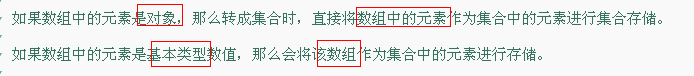 如果数组中的元素是对象，那么转成集合时，直接将数组中的元素作为集合中的元素进行集合存储。
如果数组中的元素是基本类型数值，那么会将该数组作为集合中的元素进行存储。